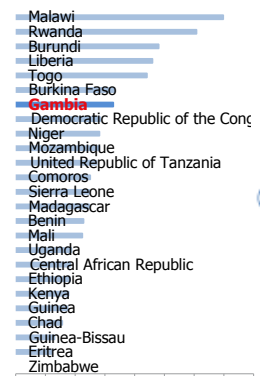 Malawi
Rwanda
Burundi
Liberia
Togo
Burkina Faso
Gambia
Democratic Republic of the Cong
Niger
Mozambique
United Republic of Tanzania
Comoros
Sierra Leone
Madagascar
Benin
Mali
Uganda
Central African Republic
Ethiopia
Kenya
Guinea
Chad
Guinea-Bissau
Eritrea
Zimbabwe